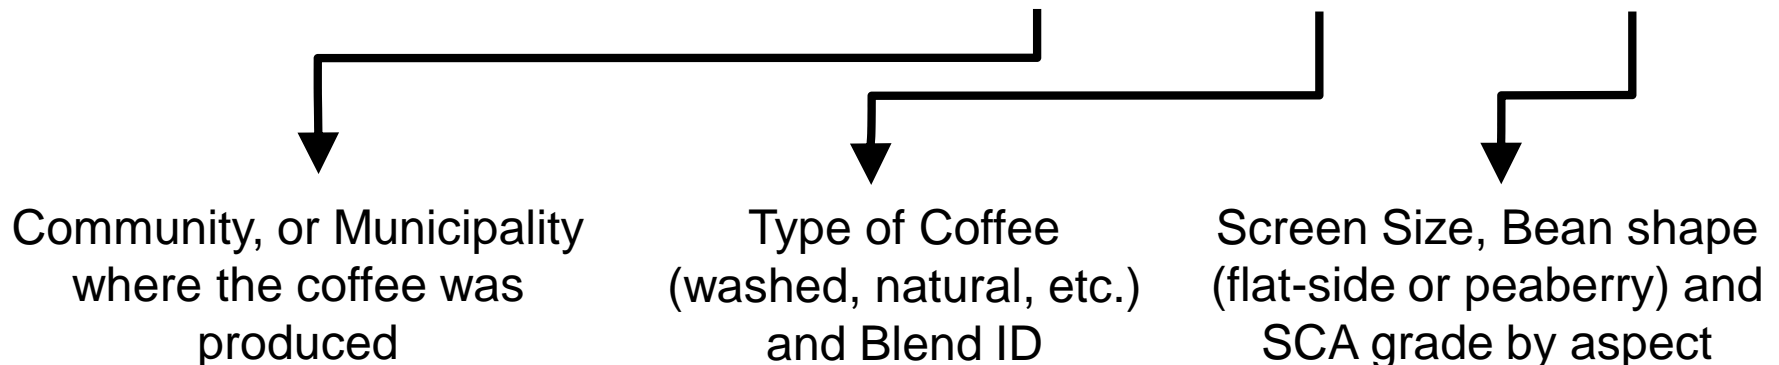 Community, or Municipality
where the coffee was
produced
Type of Coffee
(washed, natural, etc.)
and Blend ID
Screen Size, Bean shape
(flat-side or peaberry) and
SCA grade by aspect